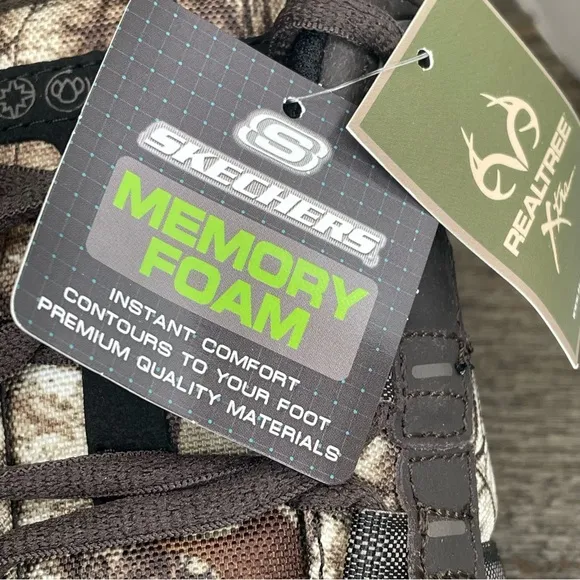 S
SKECHERS
MEMORY
FOAM
INSTANT COMFORT
CONTOURS TO YOUR FOOT
PREMIUM QUALITY MATERIALS
REALTREE
Xtra